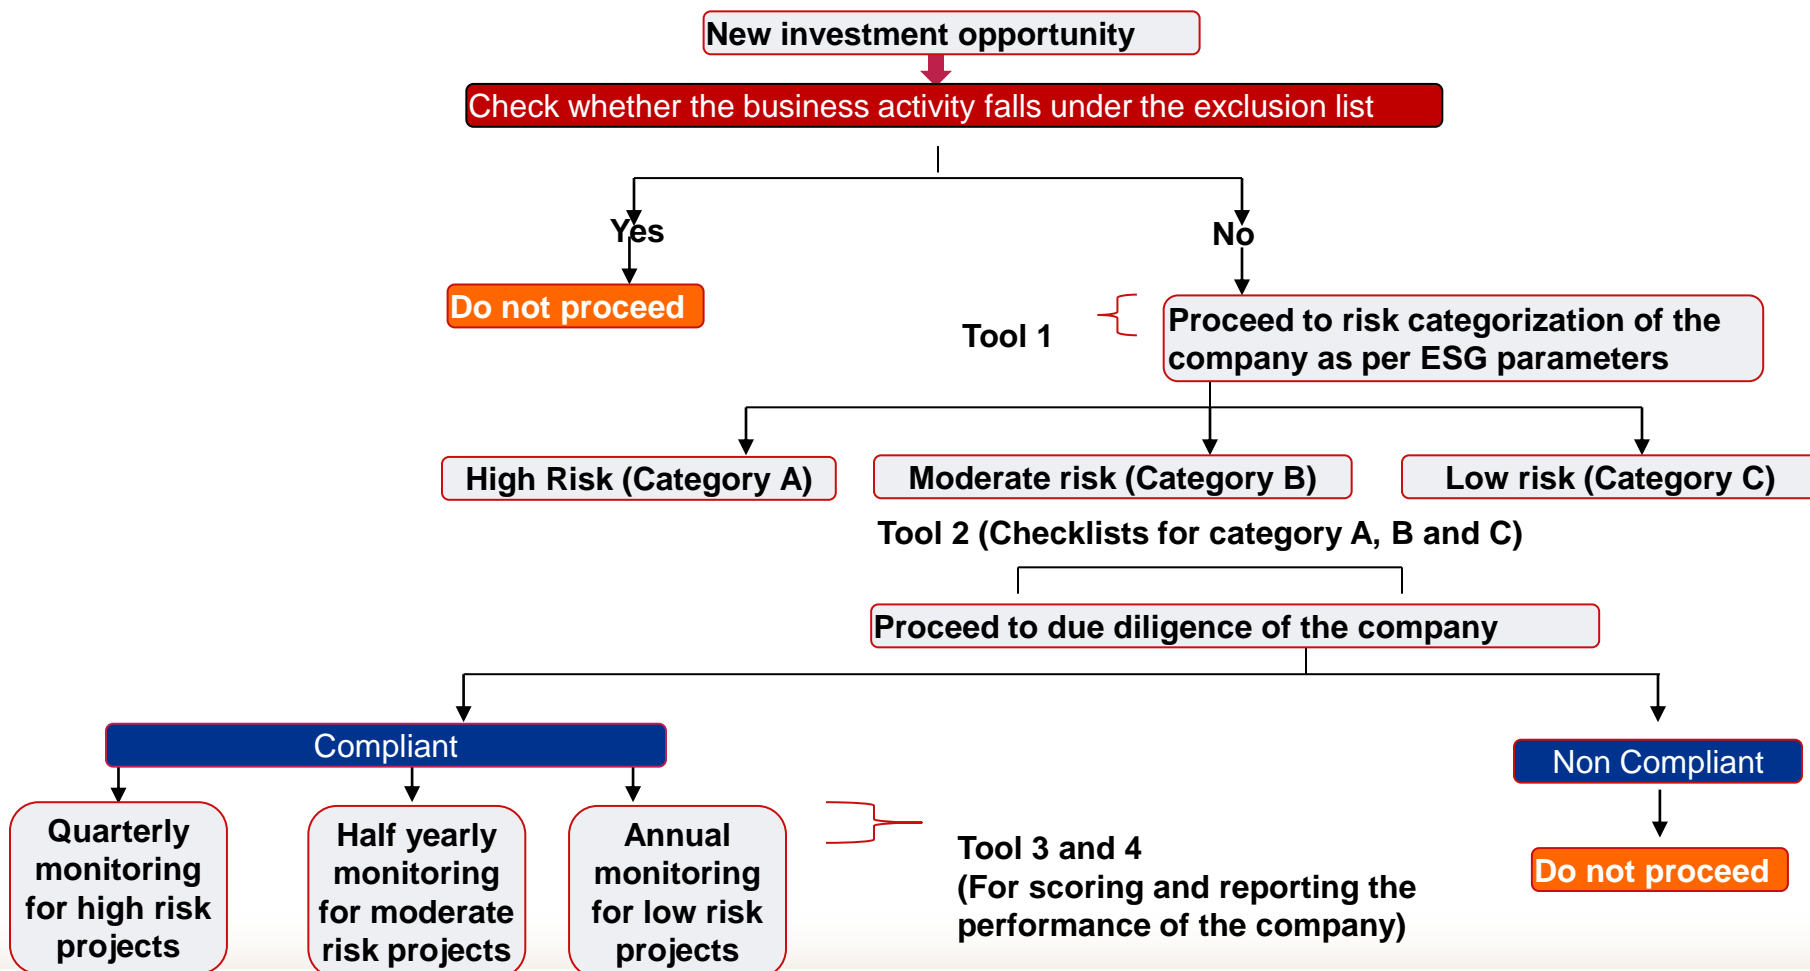 New investment opportunity
Check whether the business activity falls under the exclusion list
Yes
No
Do not proceed
Tool 1
Proceed to risk categorization of the
company as per ESG parameters
High Risk (Category A)
Moderate risk (Category B)
Low risk (Category C)
Tool 2 (Checklists for category A, B and C)
Proceed to due diligence of the company
Compliant
Non Compliant
Quarterly
monitoring
for high risk
projects
Half yearly
monitoring
for moderate
risk projects
Annual
monitoring
for low risk
projects
Tool 3 and 4
(For scoring and reporting the
performance of the company)
Do not proceed